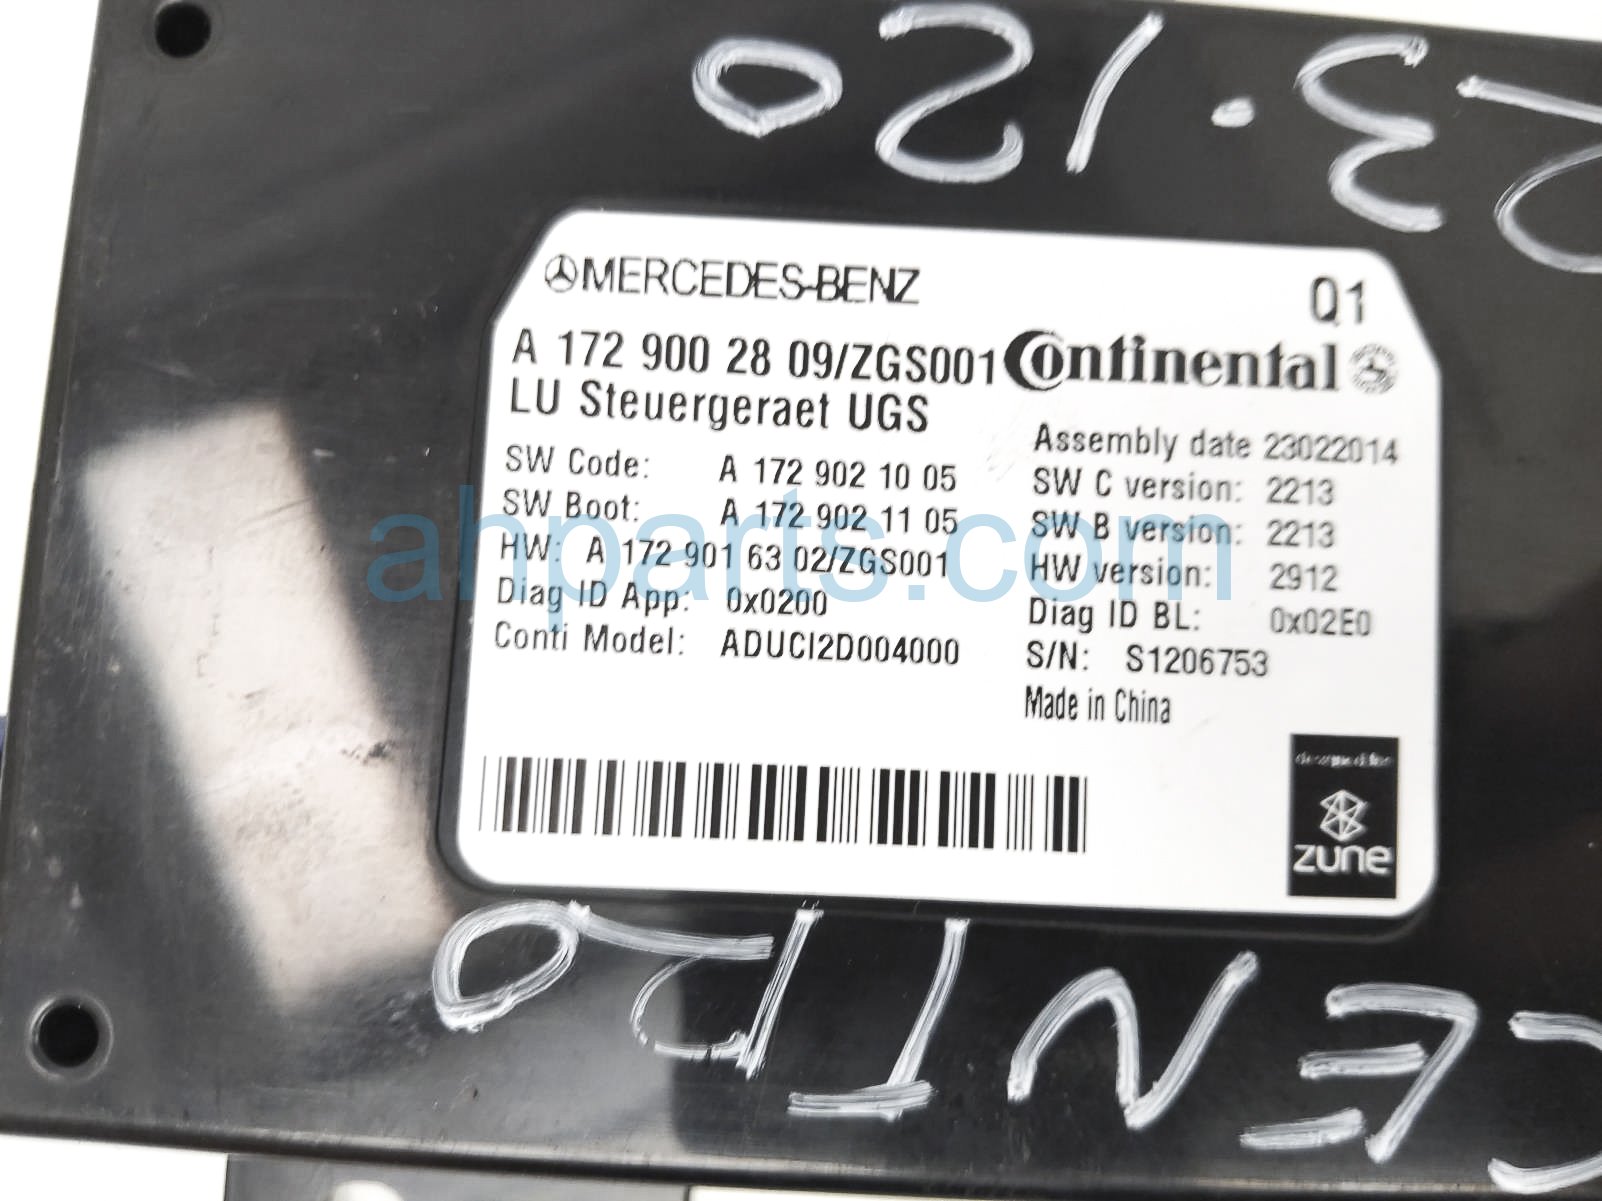 23.120
MERCEDES-BENZ
Q1
A 172 900 28 09/ZGS001
Continental
LU Steuergeraet UGS
Assembly date 23022014
SW Code: A 172 902 10 05
SW C version: 2213
SW Boot: A 172 902 11 05
SW B version: 2213
HW: A 172 901 63 02/ZGS001
HW version: 2912
Diag ID App: 0x0200
Diag ID BL: 0x02E0
Conti Model: ADUCI2D004000
S/N: S1206753
Made in China
designed for
zune
ahparts.com
CENTRO